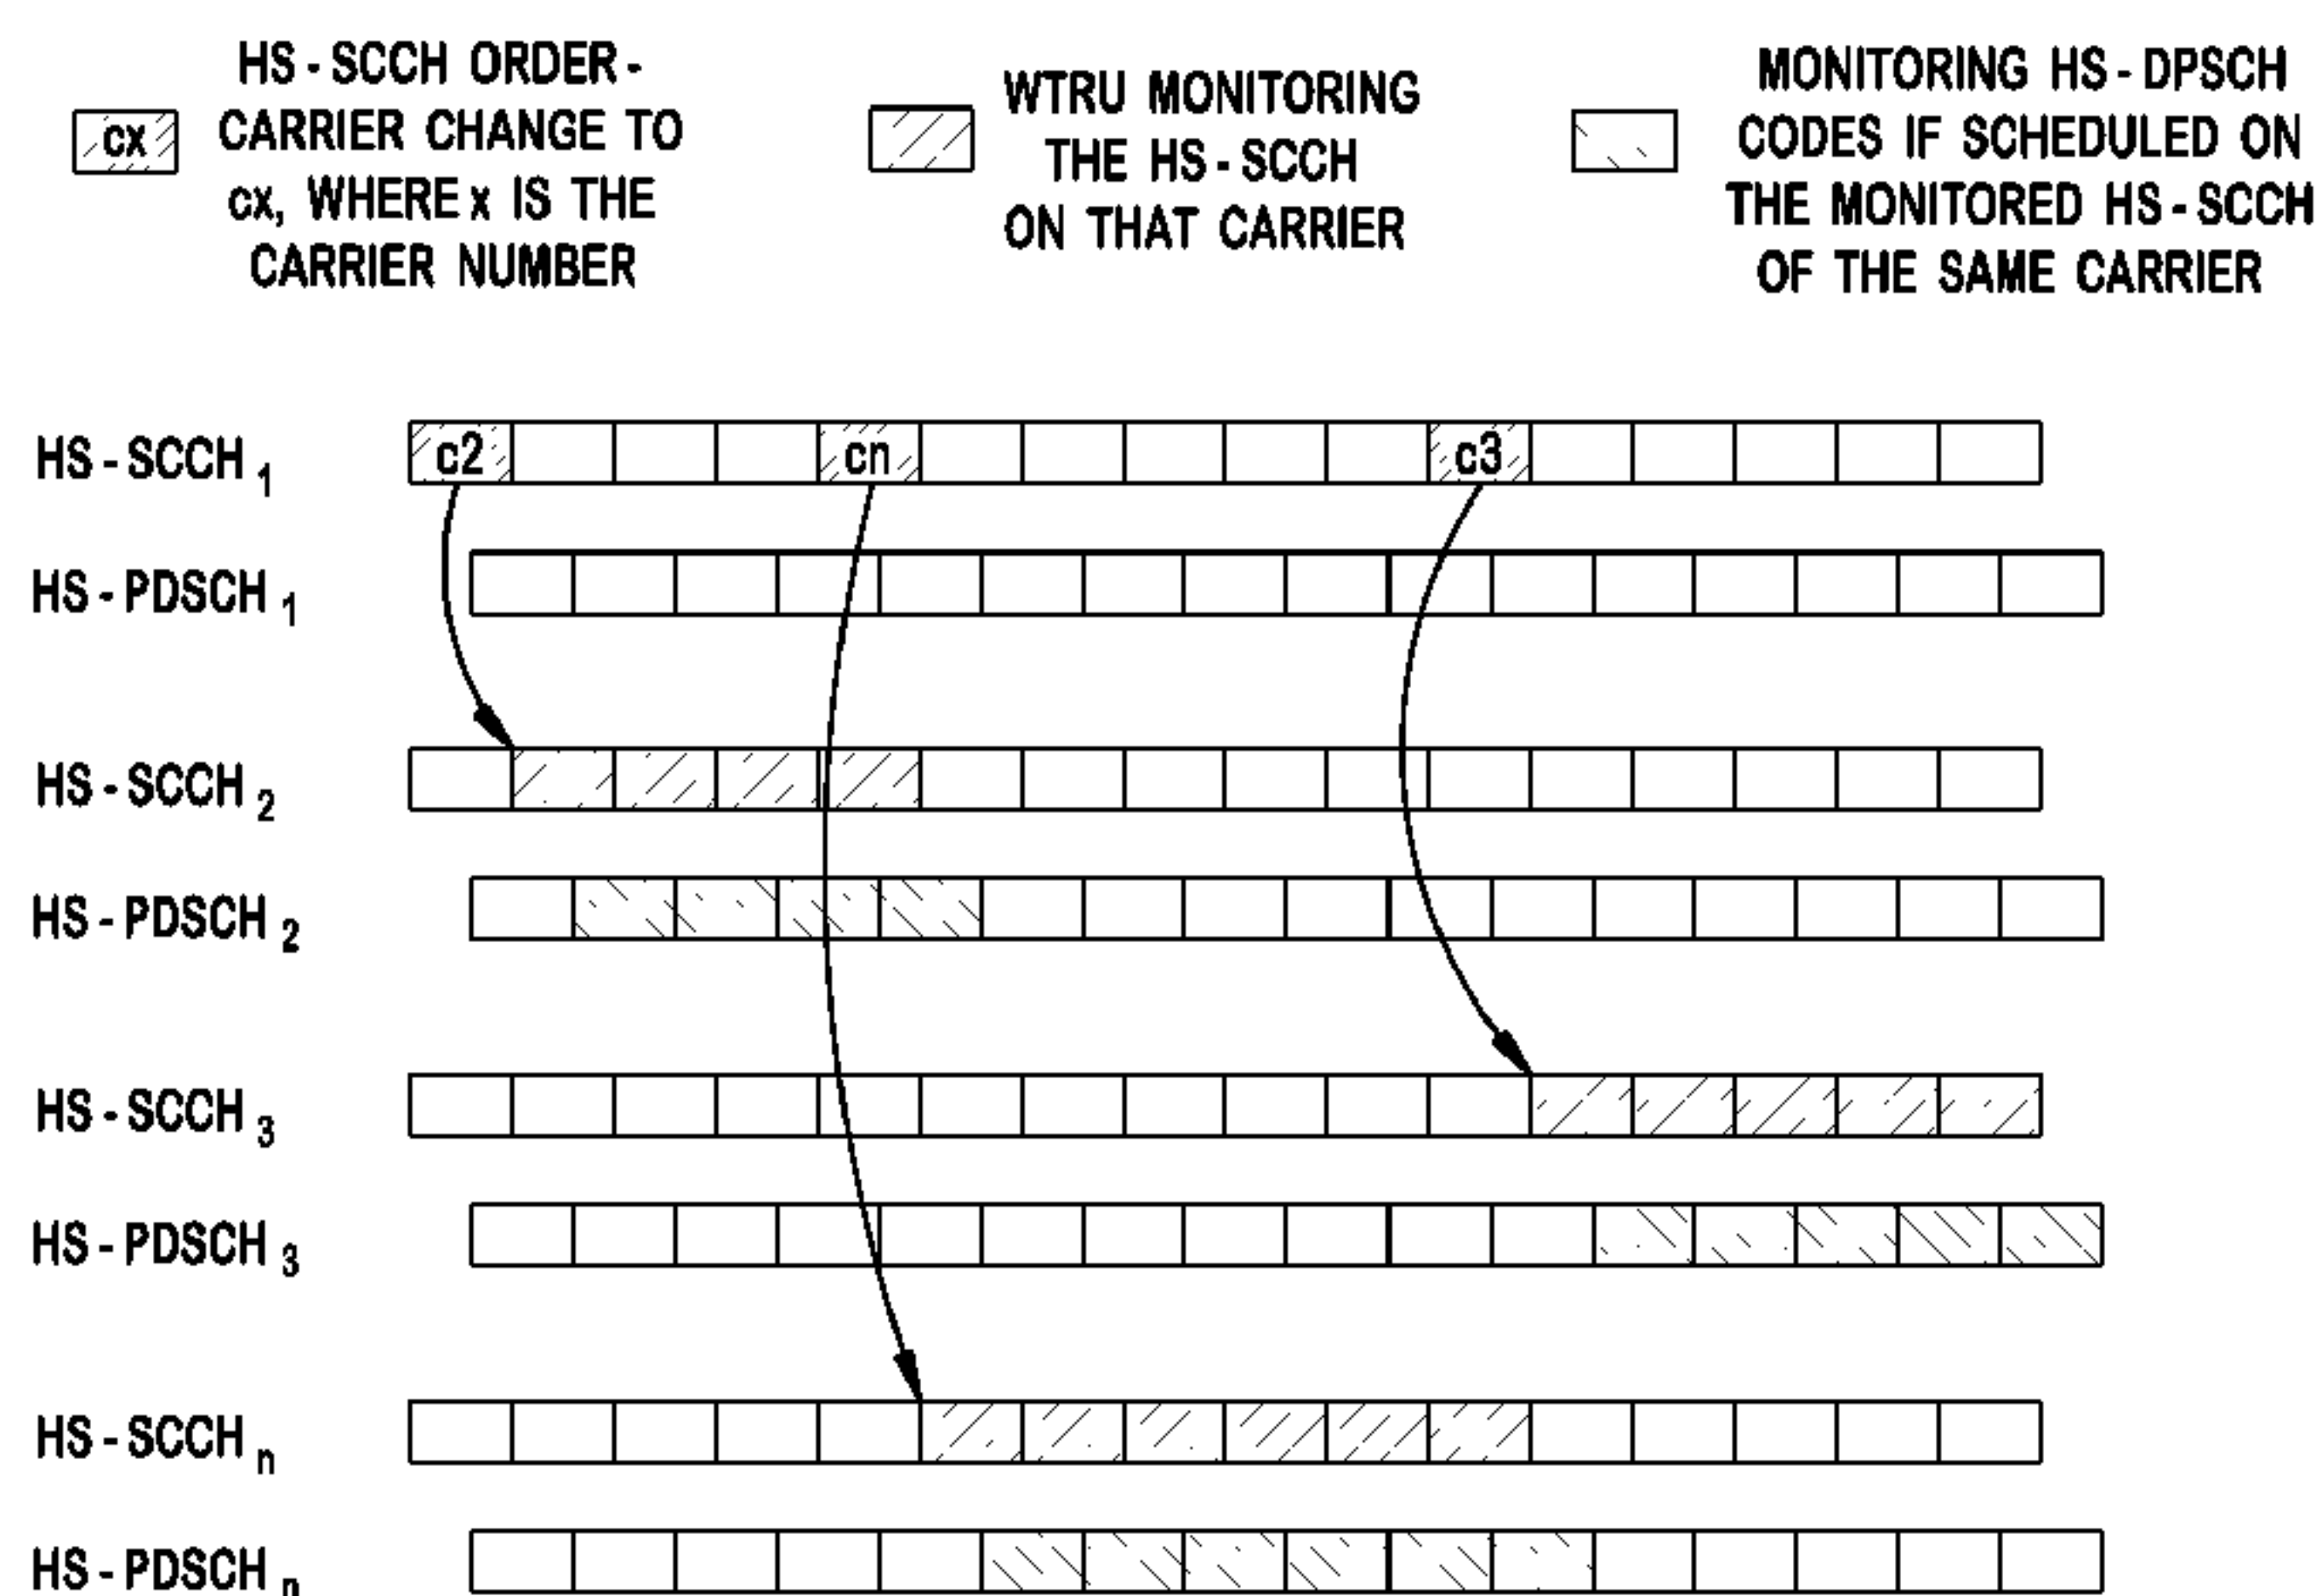 HS-SCCH ORDER-
CARRIER CHANGE TO
cx, WHERE x IS THE
CARRIER NUMBER
cx
WTRU MONITORING
THE HS-SCCH
ON THAT CARRIER
MONITORING HS-DPSCH
CODES IF SCHEDULED ON
THE MONITORED HS-SCCH
OF THE SAME CARRIER
HS-SCCH 1 c2 cn c3
HS-PDSCH 1
HS-SCCH 2
HS-PDSCH 2
HS-SCCH 3
HS-PDSCH 3
HS-SCCH n
HS-PDSCH n